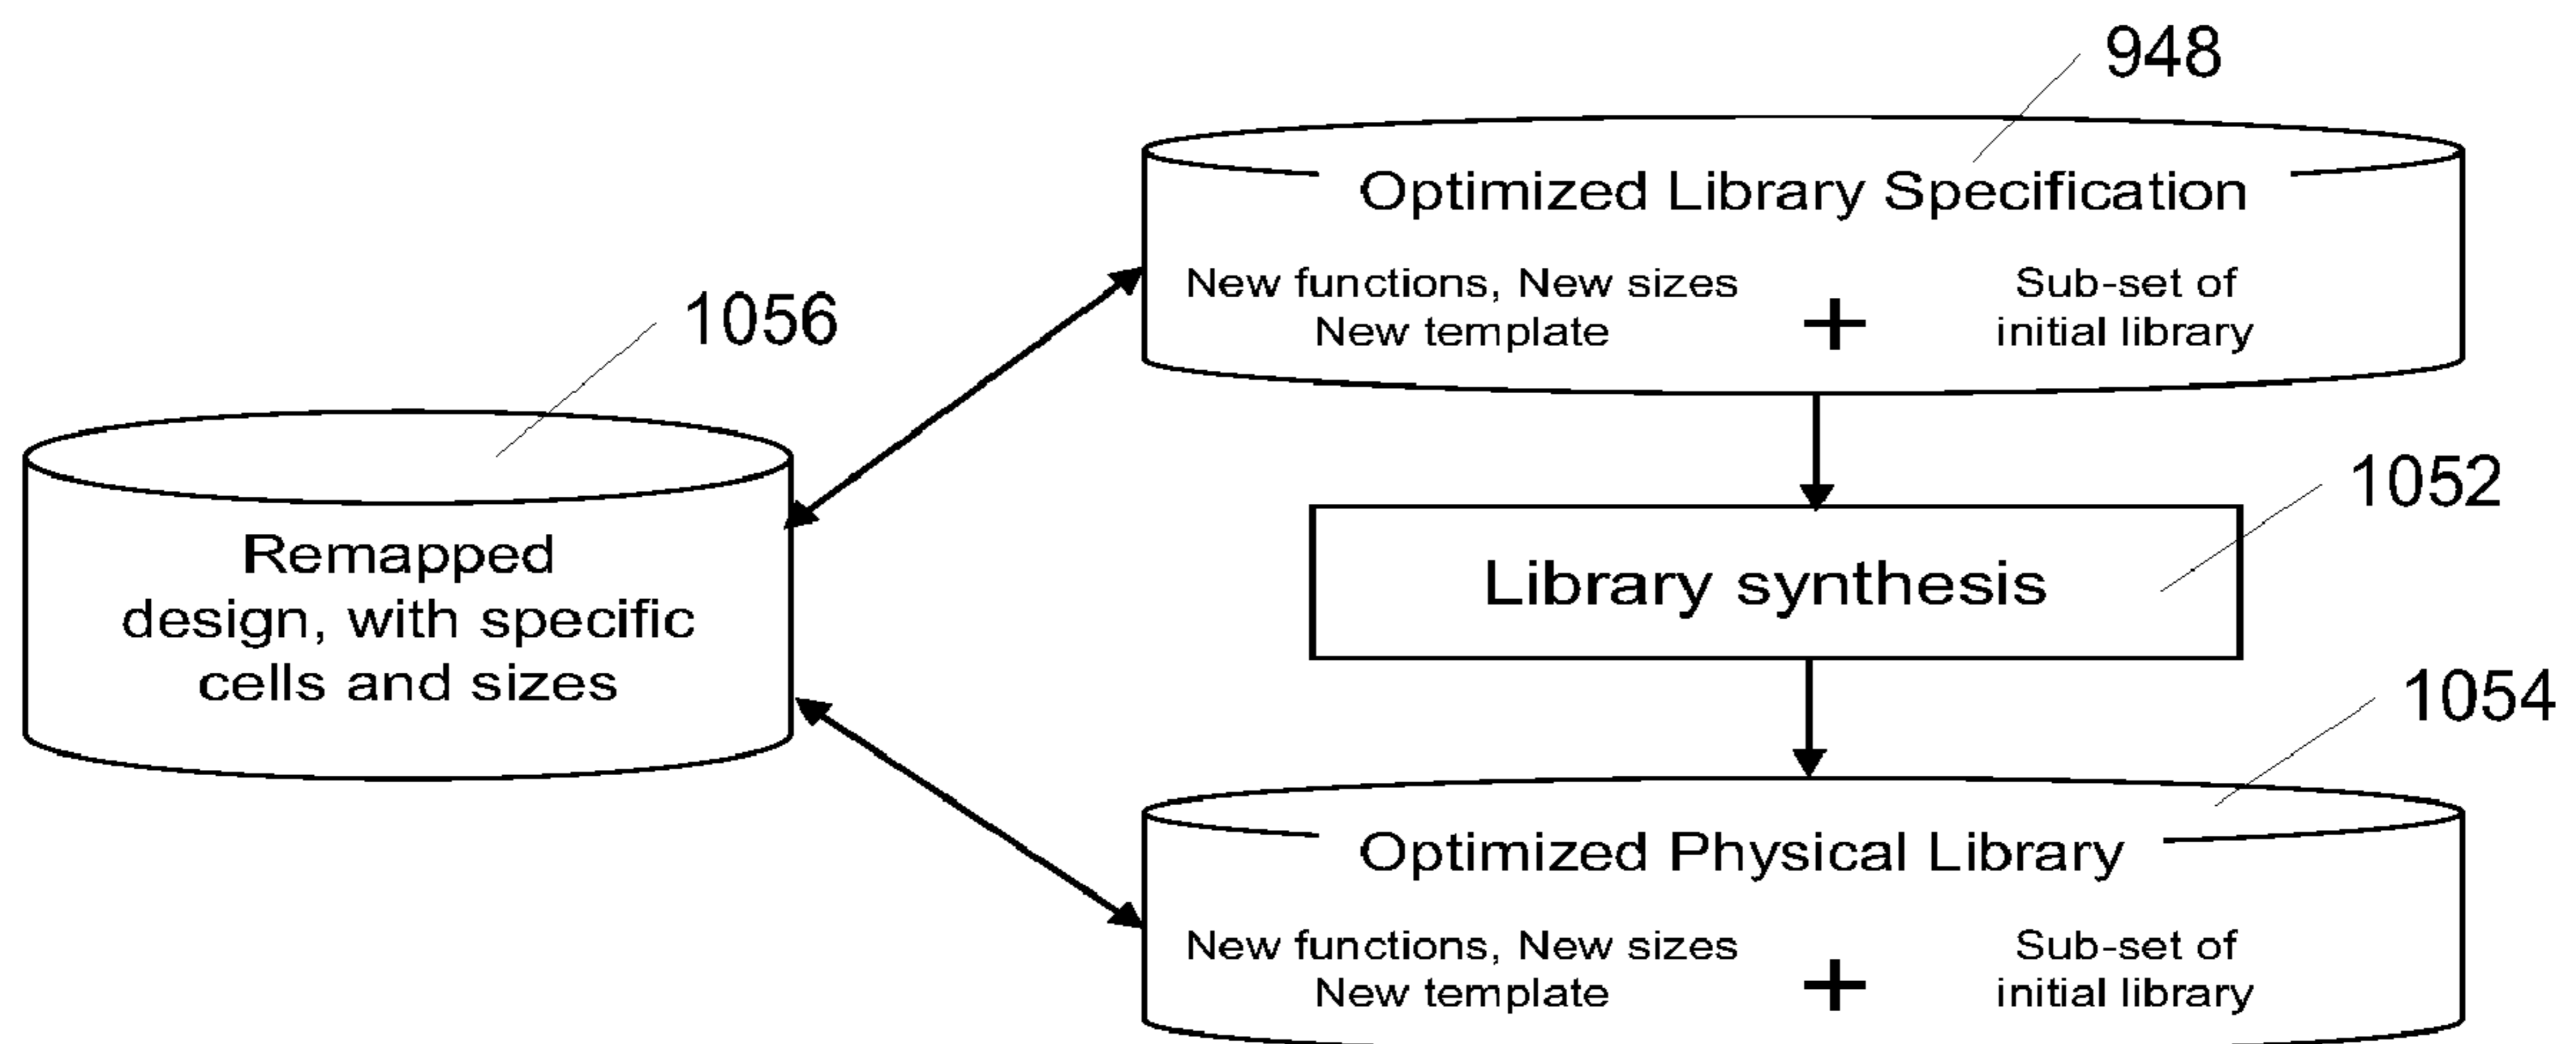 948
Optimized Library Specification
New functions, New sizes
New template
+
Sub-set of
initial library
1056
Remapped
design, with specific
cells and sizes
1052
Library synthesis
1054
Optimized Physical Library
New functions, New sizes
New template
+
Sub-set of
initial library